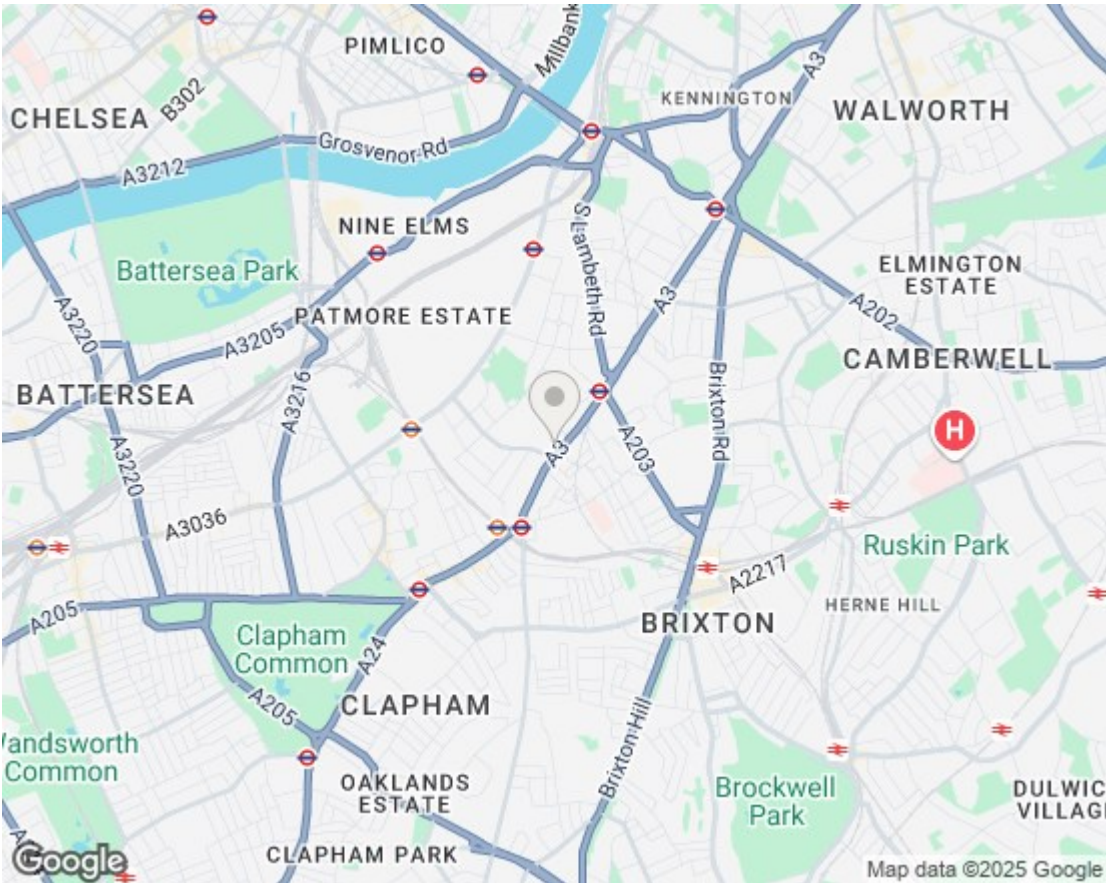 PIMLICO
Millbank
B302
KENNINGTON
A3
WALWORTH
CHELSEA
Grosvenor Rd
A3212
NINE ELMS
S Lambeth Rd
Battersea Park
ELMINGTON
ESTATE
A3220
PATMORE ESTATE
A3
A202
A3205
CAMBERWELL
BATTERSEA
A3216
Brixton Rd
H
A3220
A3
A203
A3036
Ruskin Park
A2217
A205
HERNE HILL
BRIXTON
Clapham
Common
A24
A205
CLAPHAM
Brixton Hill
andsworth
Common
OAKLANDS
ESTATE
Brockwell
Park
DULWIC
VILLAG
CLAPHAM PARK
Google
Map data ©2025 Google